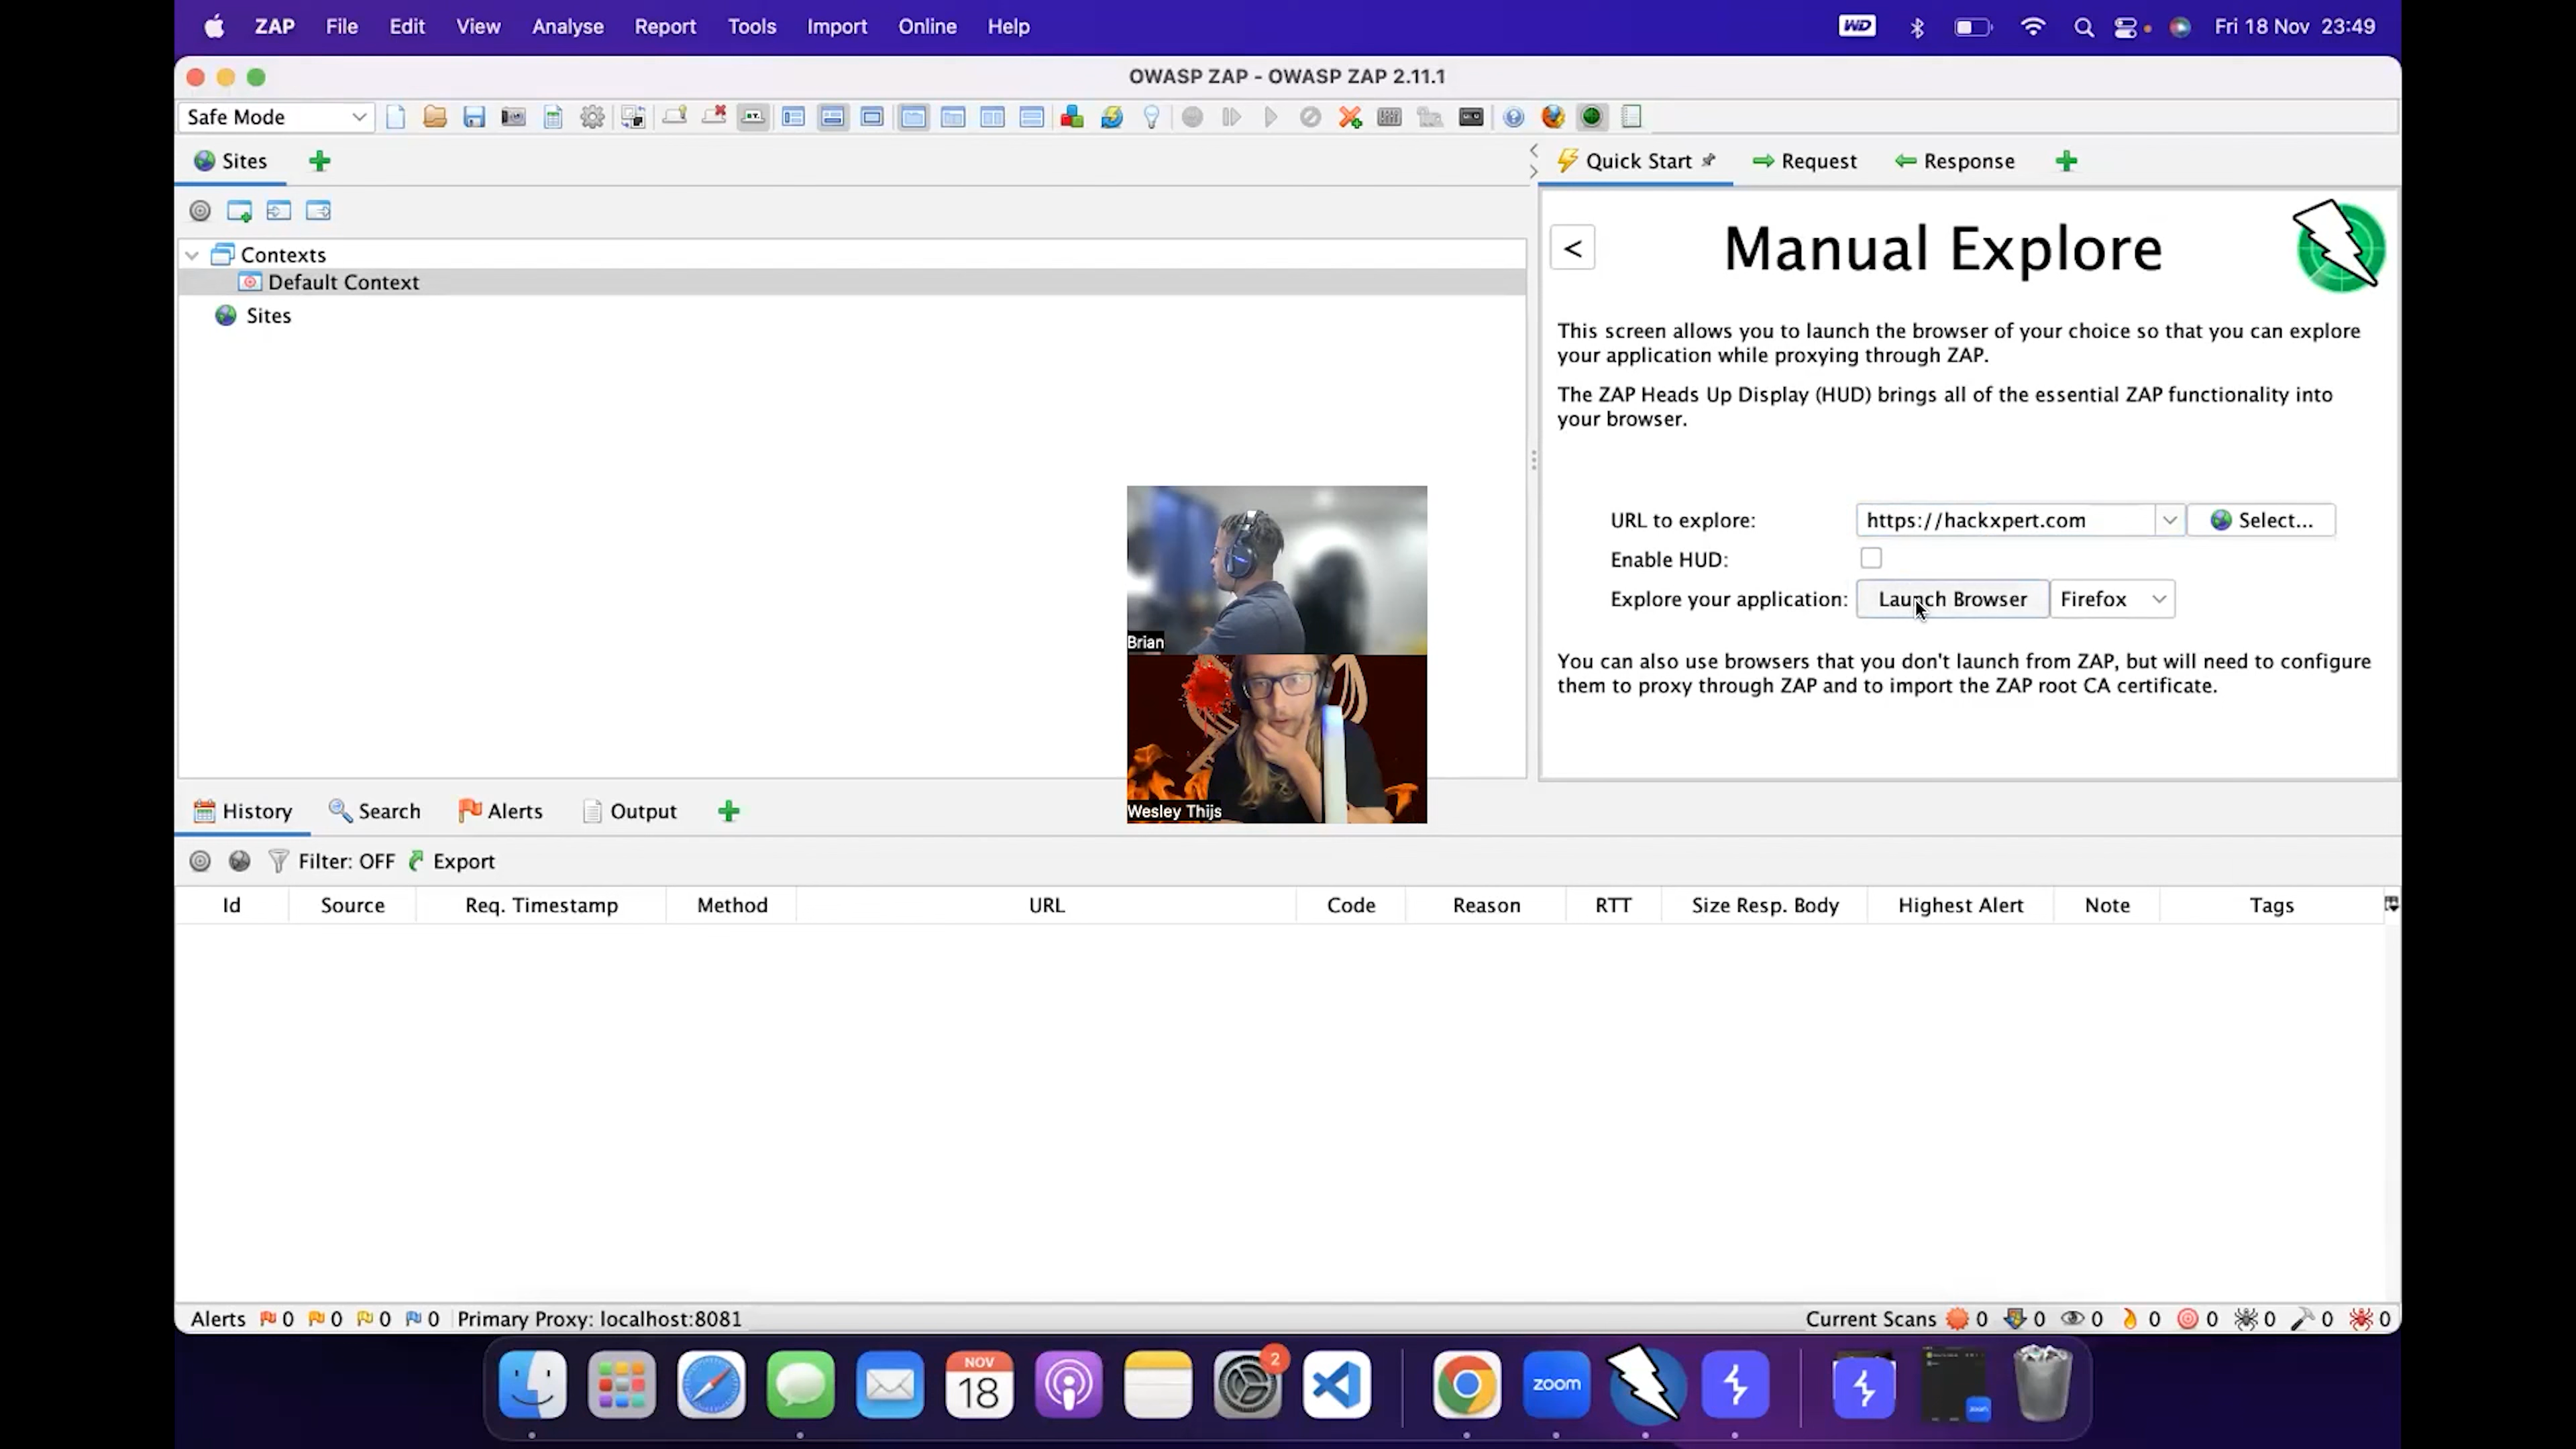 ZAP File Edit View Analyse Report Tools Import Online Help
WD Fri 18 Nov 23:49
OWASP ZAP - OWASP ZAP 2.11.1
Safe Mode
Sites
Quick Start Request Response
Contexts
Default Context
Sites
<
Manual Explore
This screen allows you to launch the browser of your choice so that you can explore
your application while proxying through ZAP.
The ZAP Heads Up Display (HUD) brings all of the essential ZAP functionality into
your browser.
URL to explore: https://hackxpert.com Select...
Enable HUD:
Explore your application: Launch Browser Firefox
You can also use browsers that you don't launch from ZAP, but will need to configure
them to proxy through ZAP and to import the ZAP root CA certificate.
Brian
Wesley Thijs
History Search Alerts Output
Filter: OFF Export
Id Source Req. Timestamp Method URL Code Reason RTT Size Resp. Body Highest Alert Note Tags
Alerts 0 0 0 0 Primary Proxy: localhost:8081 Current Scans 0 0 0 0 0 0 0 0
NOV
18
2
zoom
zoom